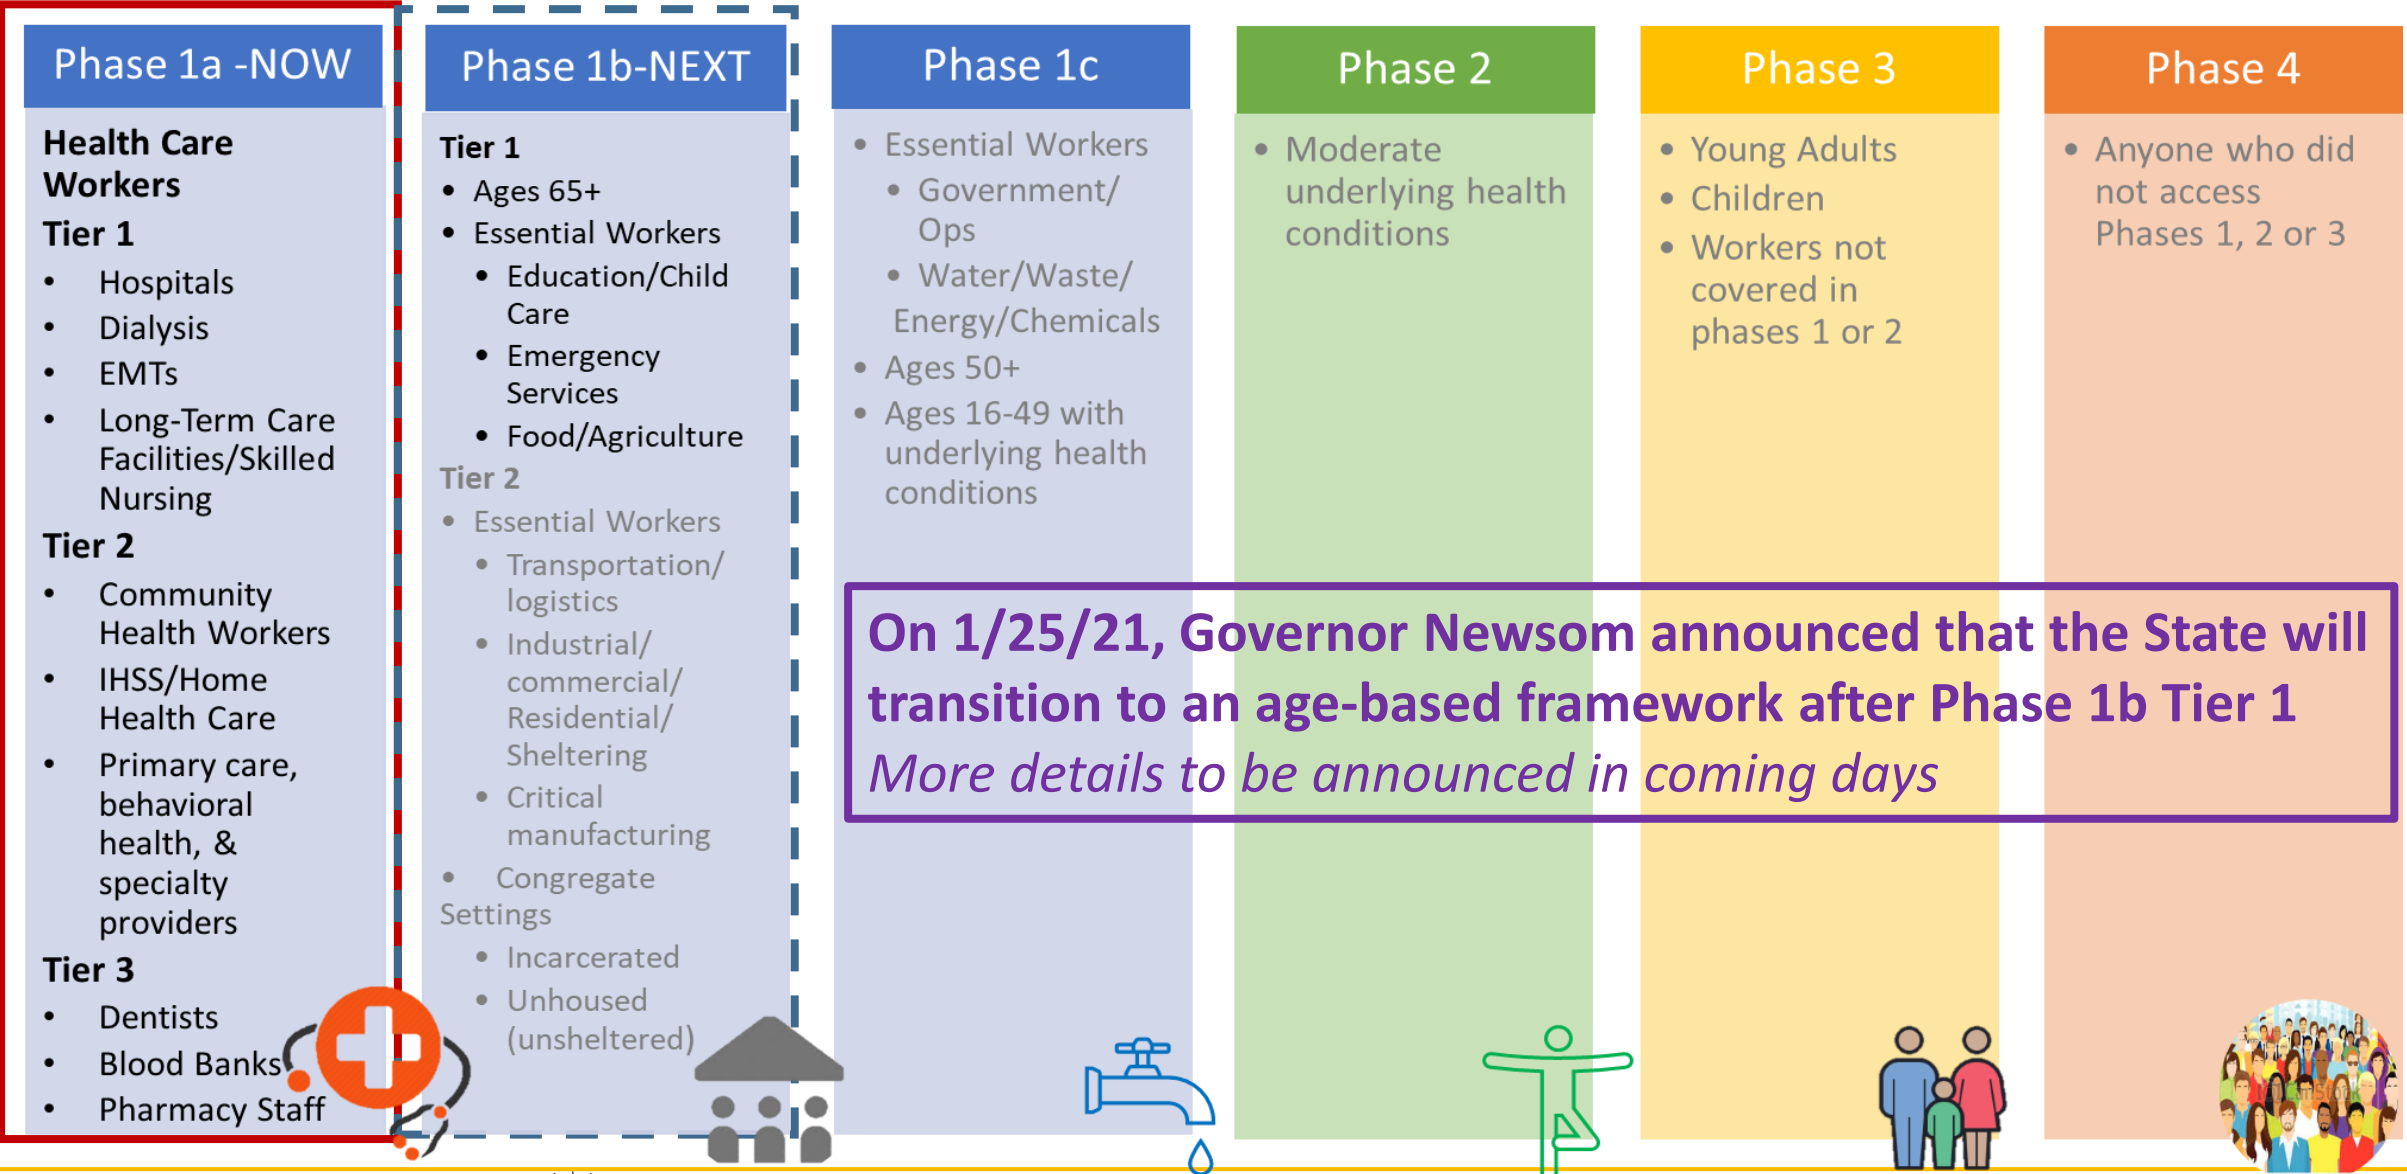 Phase 1a -NOW
Health Care
Workers
Tier 1
• Hospitals
• Dialysis
• EMTs
• Long-Term Care
Facilities/Skilled
Nursing
Tier 2
• Community
Health Workers
• IHSS/Home
Health Care
• Primary care,
behavioral
health, &
specialty
providers
Tier 3
• Dentists
• Blood Banks
• Pharmacy Staff
Phase 1b-NEXT
Tier 1
• Ages 65+
• Essential Workers
• Education/Child
Care
• Emergency
Services
• Food/Agriculture
Tier 2
• Essential Workers
• Transportation/
logistics
• Industrial/
commercial/
Residential/
Sheltering
• Critical
manufacturing
• Congregate
Settings
• Incarcerated
• Unhoused
(unsheltered)
Phase 1c
• Essential Workers
• Government/
Ops
• Water/Waste/
Energy/Chemicals
• Ages 50+
• Ages 16-49 with
underlying health
conditions
Phase 2
• Moderate
underlying health
conditions
Phase 3
• Young Adults
• Children
• Workers not
covered in
phases 1 or 2
Phase 4
• Anyone who did
not access
Phases 1, 2 or 3
On 1/25/21, Governor Newsom announced that the State will
transition to an age-based framework after Phase 1b Tier 1
More details to be announced in coming days